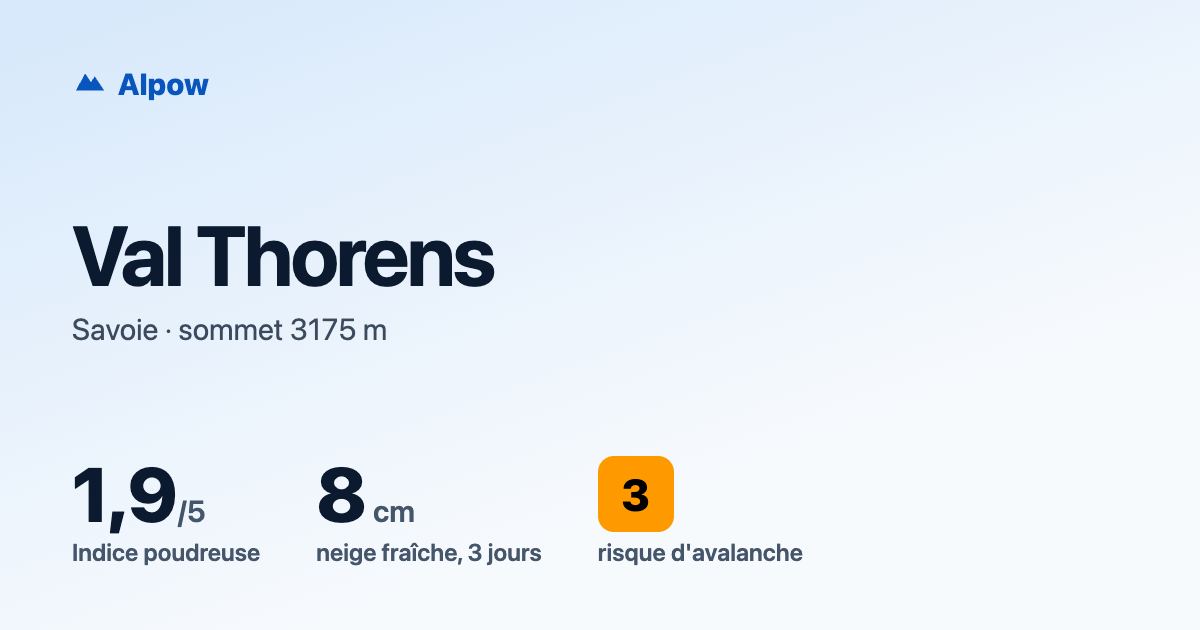 Alpow
Val Thorens
Savoie · sommet 3175 m
1,9/5
Indice poudreuse
8 cm
neige fraîche, 3 jours
3
risque d'avalanche